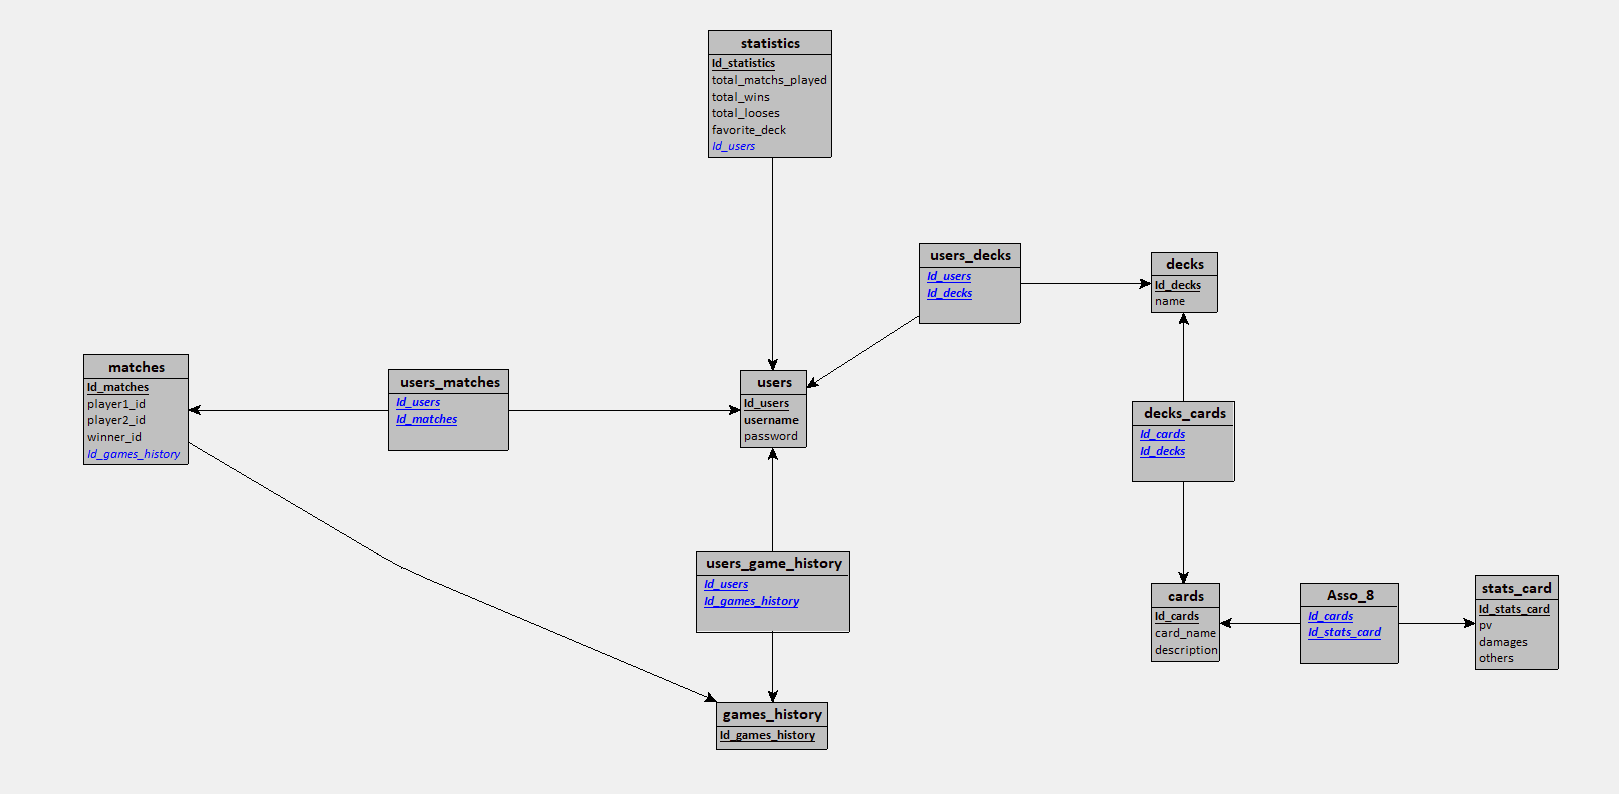 statistics
Id_statistics
total_matchs_played
total_wins
total_looses
favorite_deck
Id_users
users_decks
Id_users
Id_decks
decks
Id_decks
name
matches
Id_matches
player1_id
player2_id
winner_id
Id_games_history
users_matches
Id_users
Id_matches
users
Id_users
username
password
decks_cards
Id_cards
Id_decks
users_game_history
Id_users
Id_games_history
cards
Id_cards
card_name
description
Asso_8
Id_cards
Id_stats_card
stats_card
Id_stats_card
pv
damages
others
games_history
Id_games_history